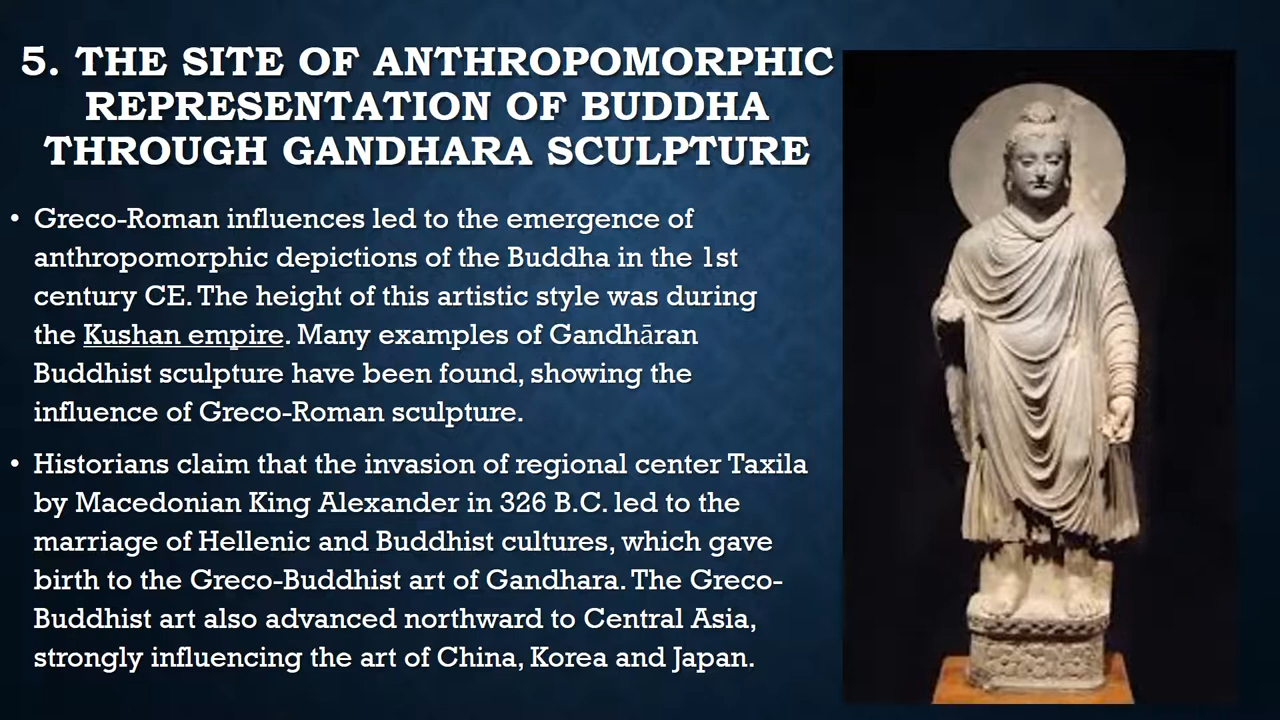 5. THE SITE OF ANTHROPOMORPHIC
REPRESENTATION OF BUDDHA
THROUGH GANDHARA SCULPTURE
• Greco-Roman influences led to the emergence of
anthropomorphic depictions of the Buddha in the 1st
century CE. The height of this artistic style was during
the Kushan empire. Many examples of Gandhāran
Buddhist sculpture have been found, showing the
influence of Greco-Roman sculpture.
• Historians claim that the invasion of regional center Taxila
by Macedonian King Alexander in 326 B.C. led to the
marriage of Hellenic and Buddhist cultures, which gave
birth to the Greco-Buddhist art of Gandhara. The Greco-
Buddhist art also advanced northward to Central Asia,
strongly influencing the art of China, Korea and Japan.